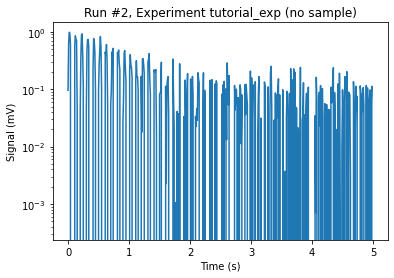 Run #2, Experiment tutorial_exp (no sample)
Signal (mV)
10⁰
10⁻¹
10⁻²
10⁻³
0 1 2 3 4 5
Time (s)